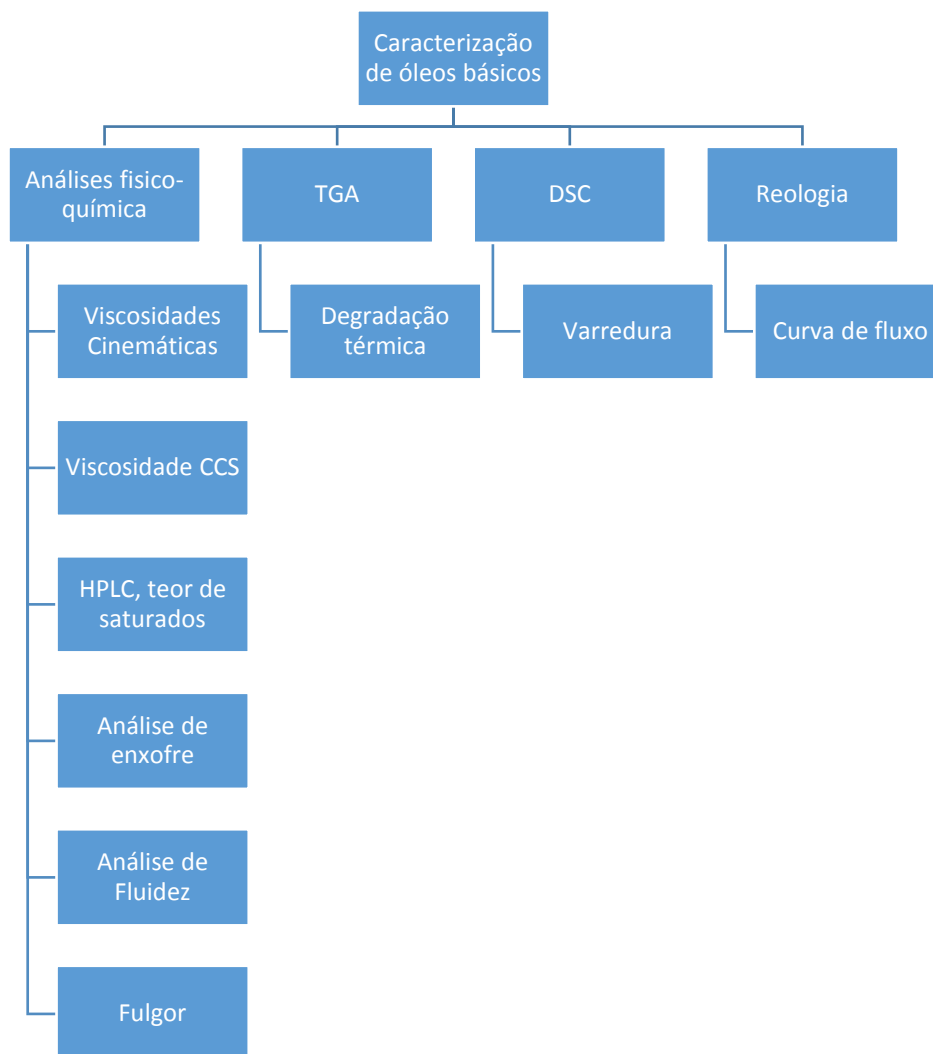 Caracterização
de óleos básicos
Análises fisico-
química
TGA
DSC
Reologia
Viscosidades
Cinemáticas
Degradação
térmica
Varredura
Curva de fluxo
Viscosidade CCS
HPLC, teor de
saturados
Análise de
enxofre
Análise de
Fluidez
Fulgor